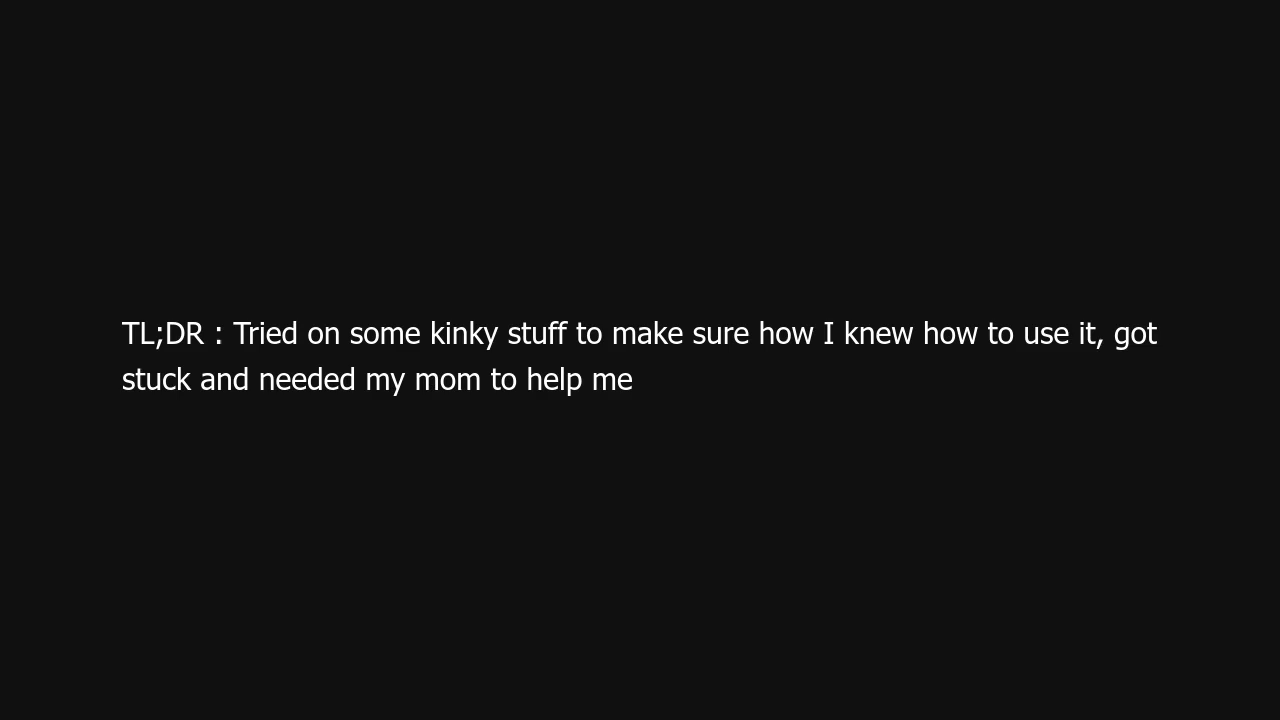 TL;DR : Tried on some kinky stuff to make sure how I knew how to use it, got
stuck and needed my mom to help me